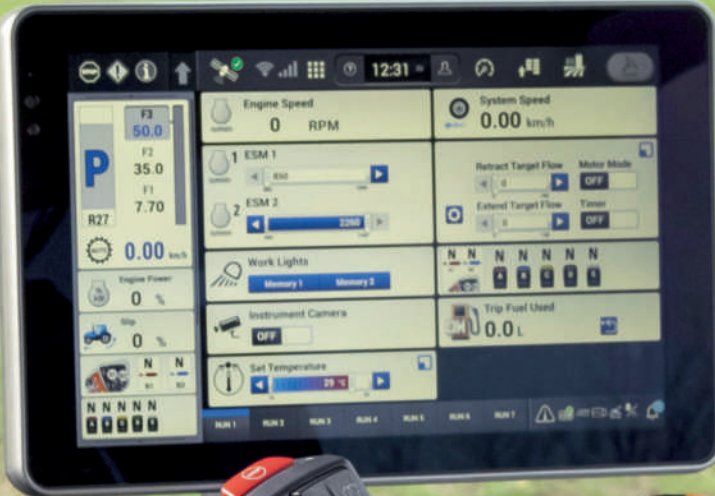 STOP
12:31
F3
50.0
F2
35.0
F1
7.70
P
R27
AUTO
0.00 km/h
Engine Power
0 %
Slip
0 %
N N
B1 B2
N N N N N
Engine Speed
0 RPM
1 ESM 1
850
2 ESM 2
2260
Work Lights
Memory 1 Memory 2
Instrument Camera
OFF
Set Temperature
29 °C
System Speed
0.00 km/h
Retract Target Flow Motor Mode
0 OFF
Extend Target Flow Timer
0 OFF
N N N N N N N
Trip Fuel Used
0.0 L
RUN 1 RUN 2 RUN 3 RUN 4 RUN 5 RUN 6 RUN 7